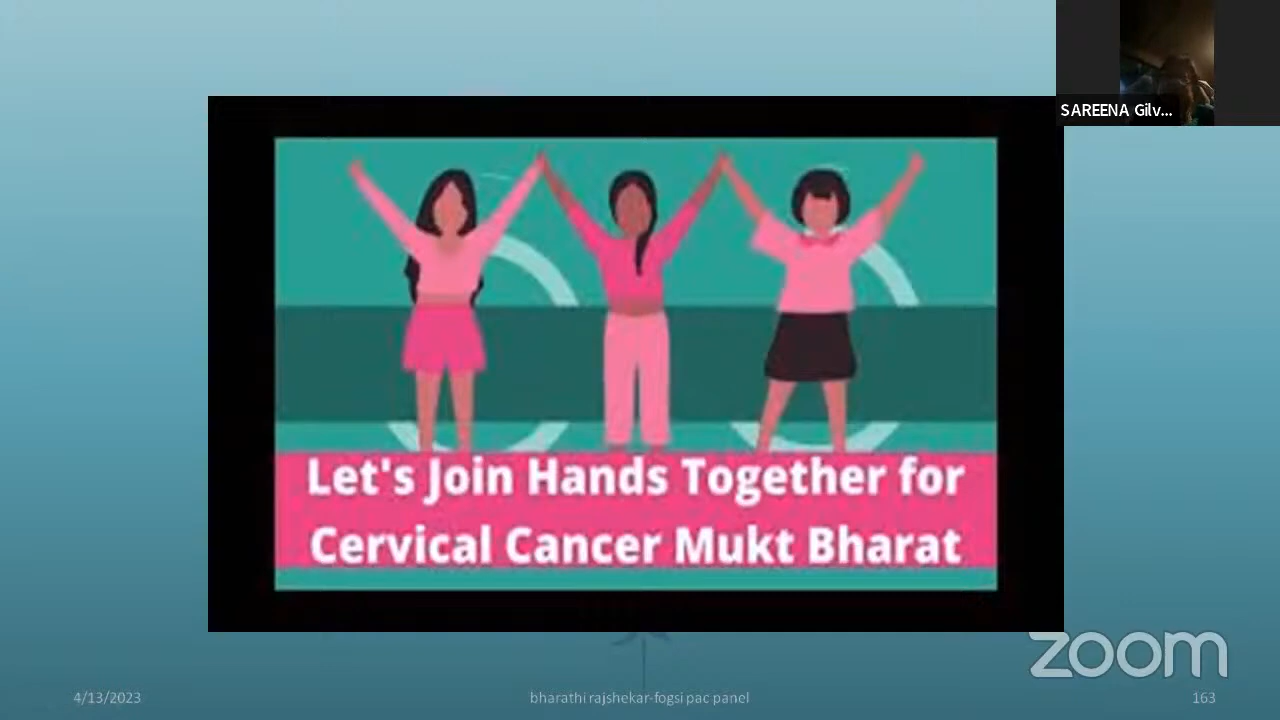 SAREENA Gilv...
Let's Join Hands Together for
Cervical Cancer Mukt Bharat
zoom
4/13/2023
bharathi rajshekar-fogsi pac panel
163